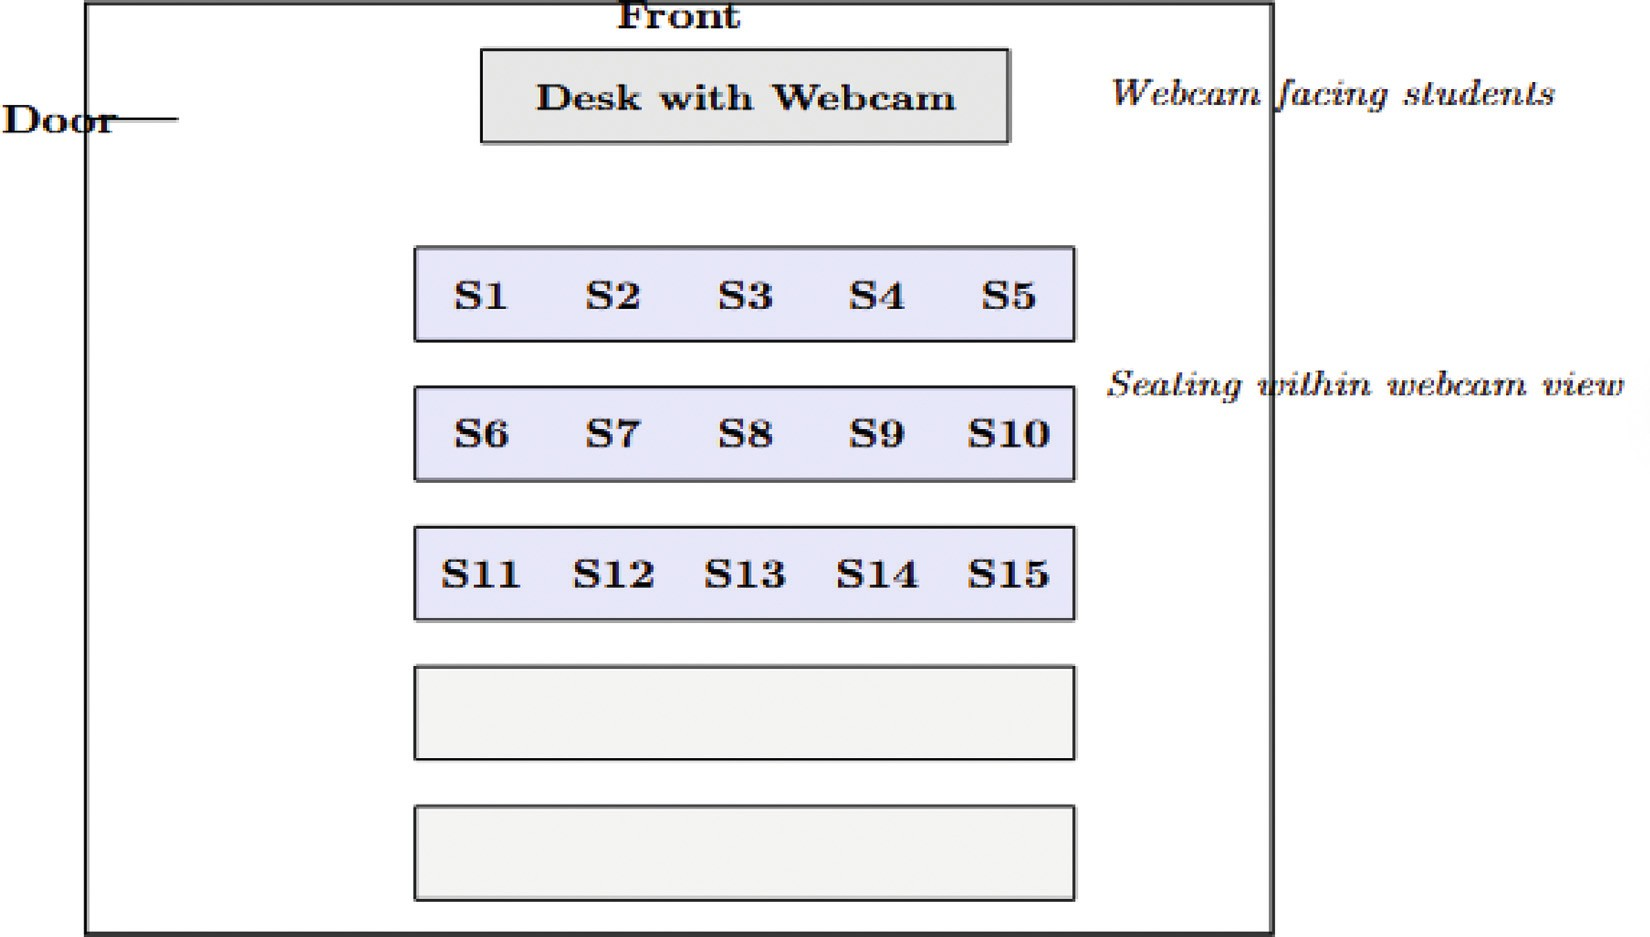 Front
Desk with Webcam
Webcam facing students
Door
S1 S2 S3 S4 S5
Seating within webcam view
S6 S7 S8 S9 S10
S11 S12 S13 S14 S15